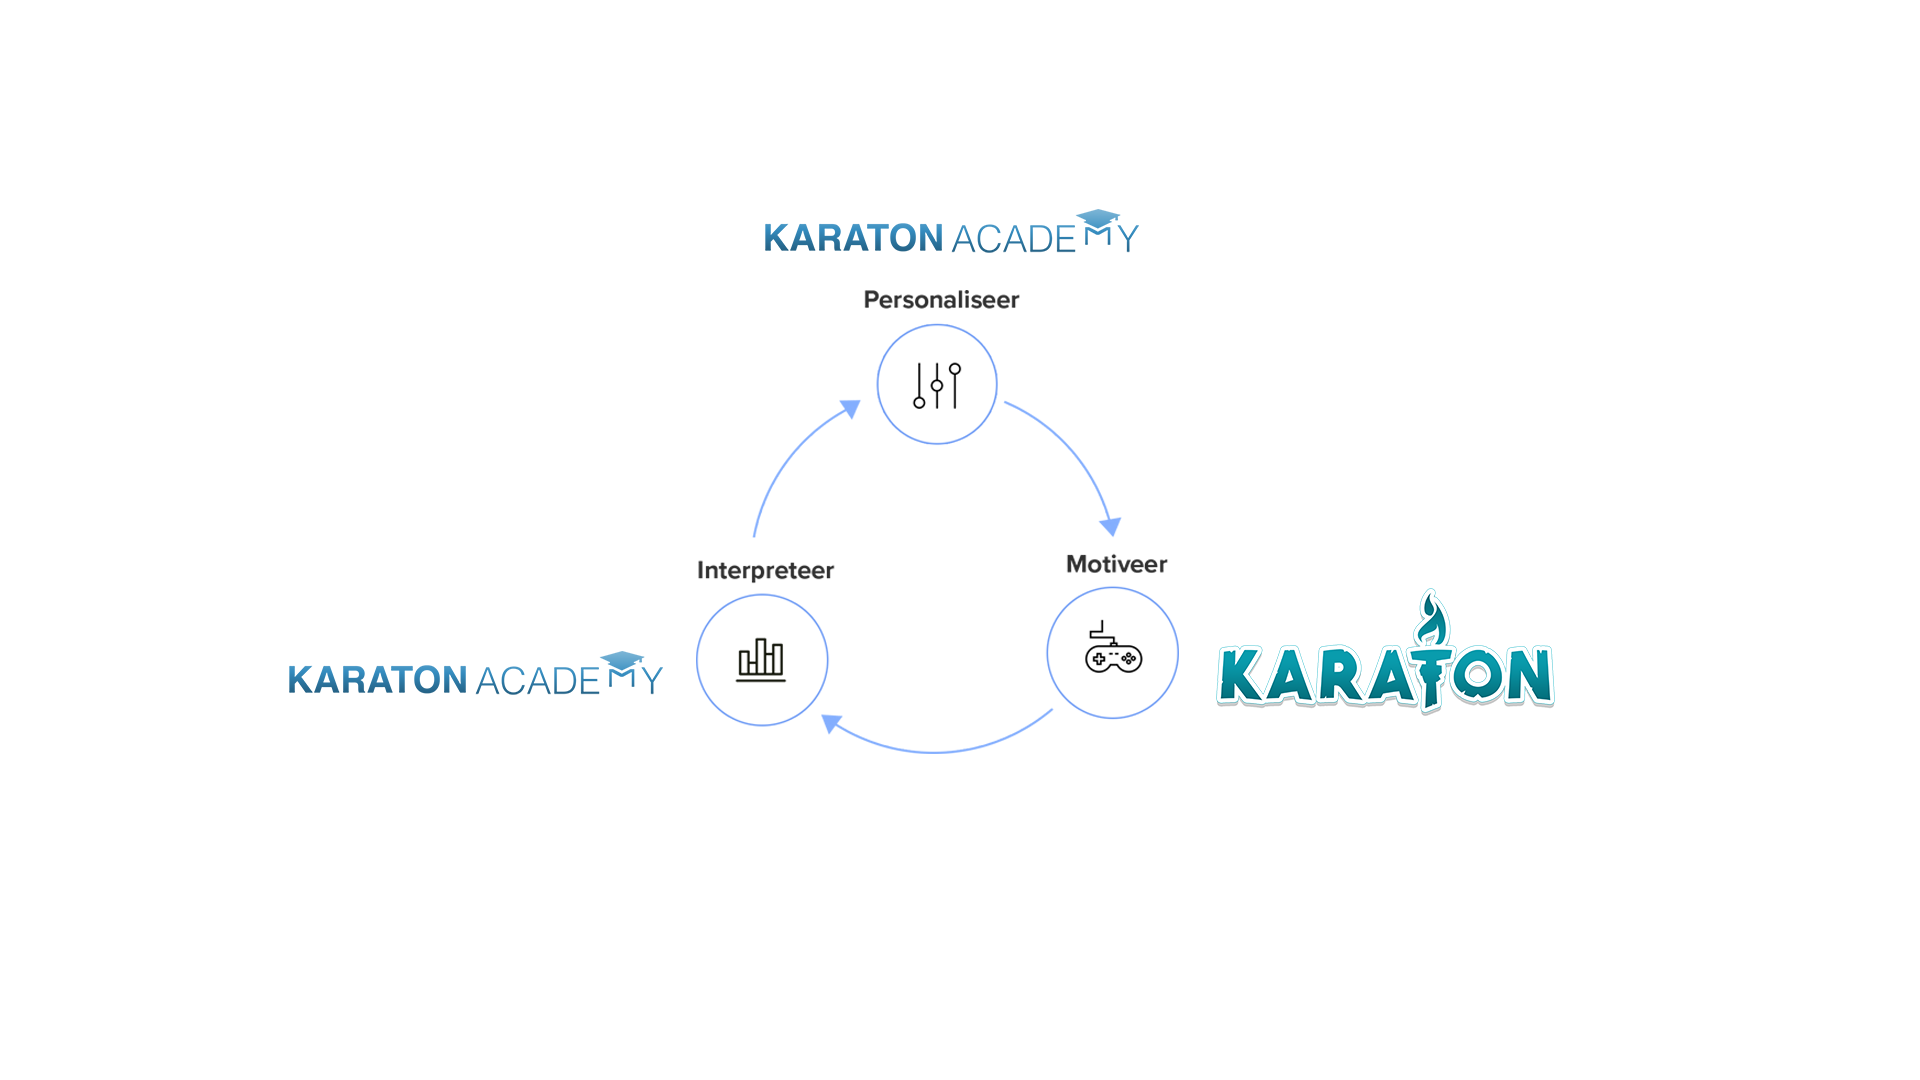 KARATON ACADEMY
Personaliseer
Interpreteer
Motiveer
KARATON ACADEMY
KARATON